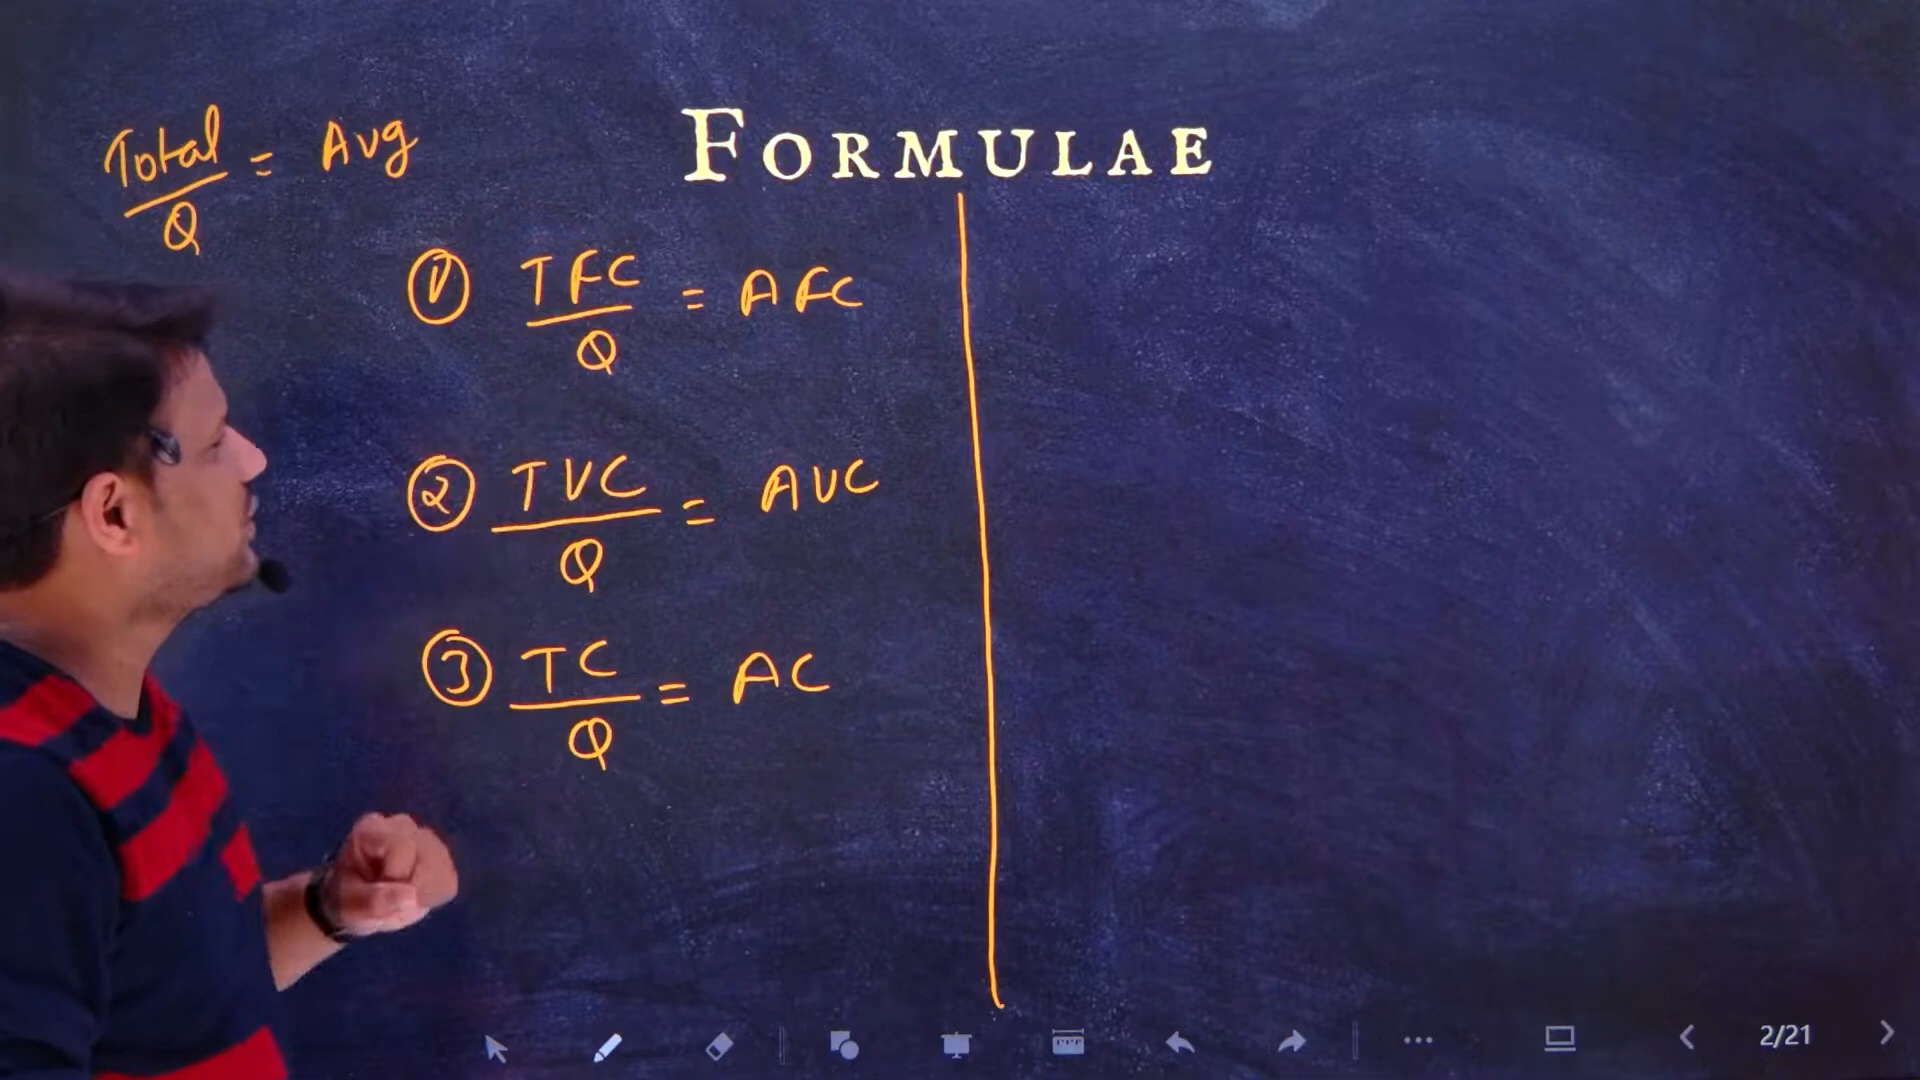 FORMULAE
Total/Q = Avg
① TFC/Q = AFC
② TVC/Q = AVC
③ TC/Q = AC
2/21